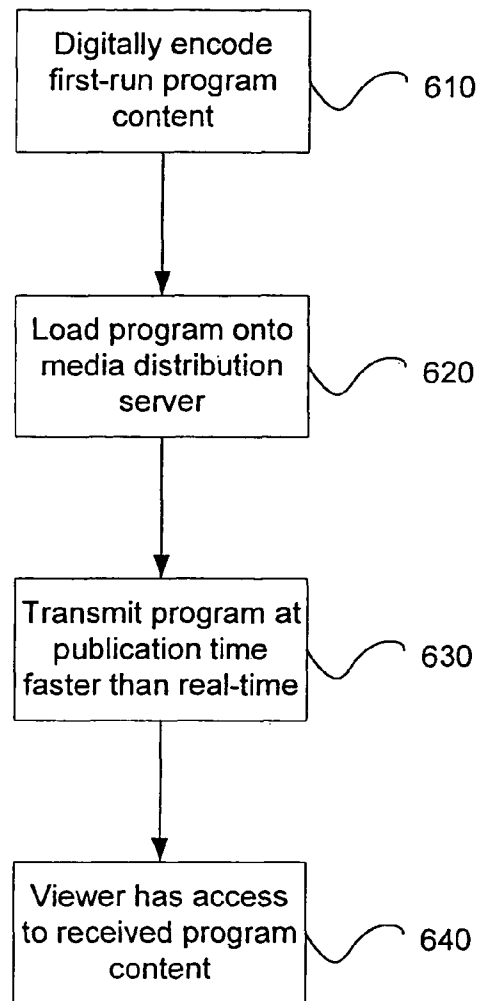 Digitally encode
first-run program
content
610
Load program onto
media distribution
server
620
Transmit program at
publication time
faster than real-time
630
Viewer has access
to received program
content
640